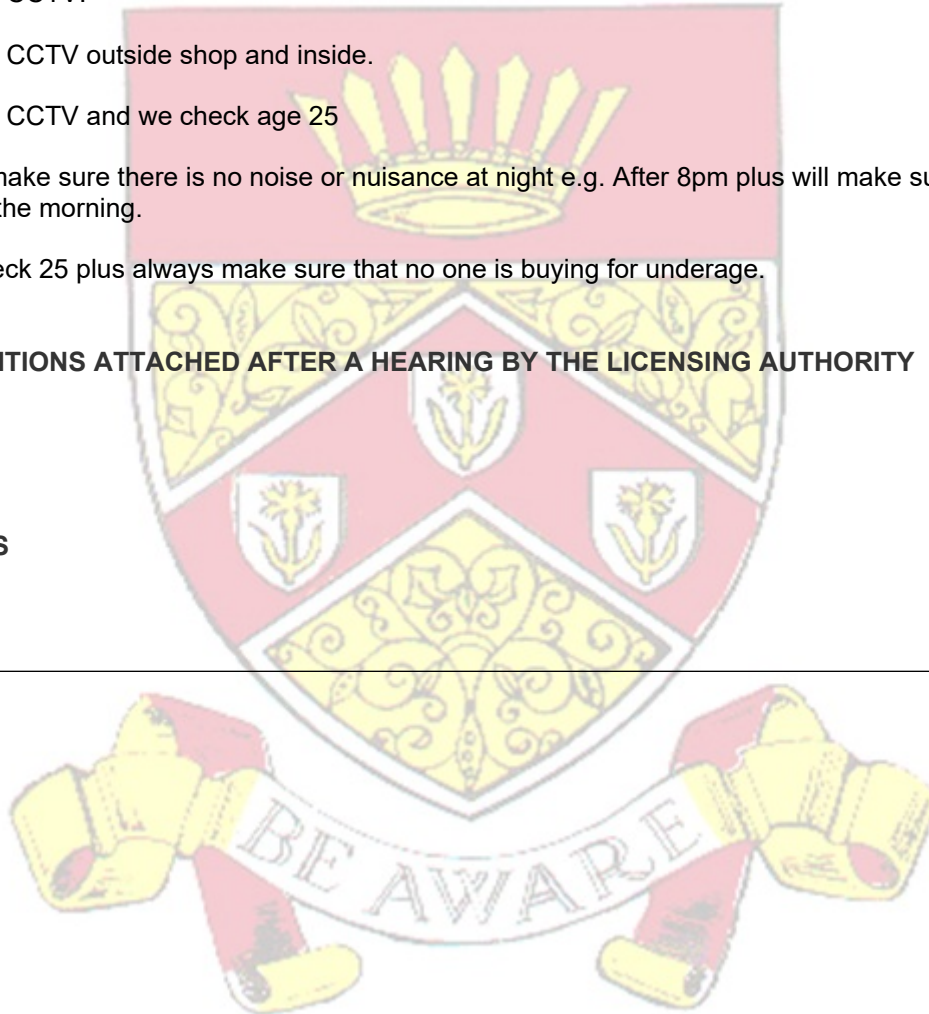 CCTV outside shop and inside.
CCTV and we check age 25
make sure there is no noise or nuisance at night e.g. After 8pm plus will make su
the morning.
eck 25 plus always make sure that no one is buying for underage.
ITIONS ATTACHED AFTER A HEARING BY THE LICENSING AUTHORITY
S
BE AWARE